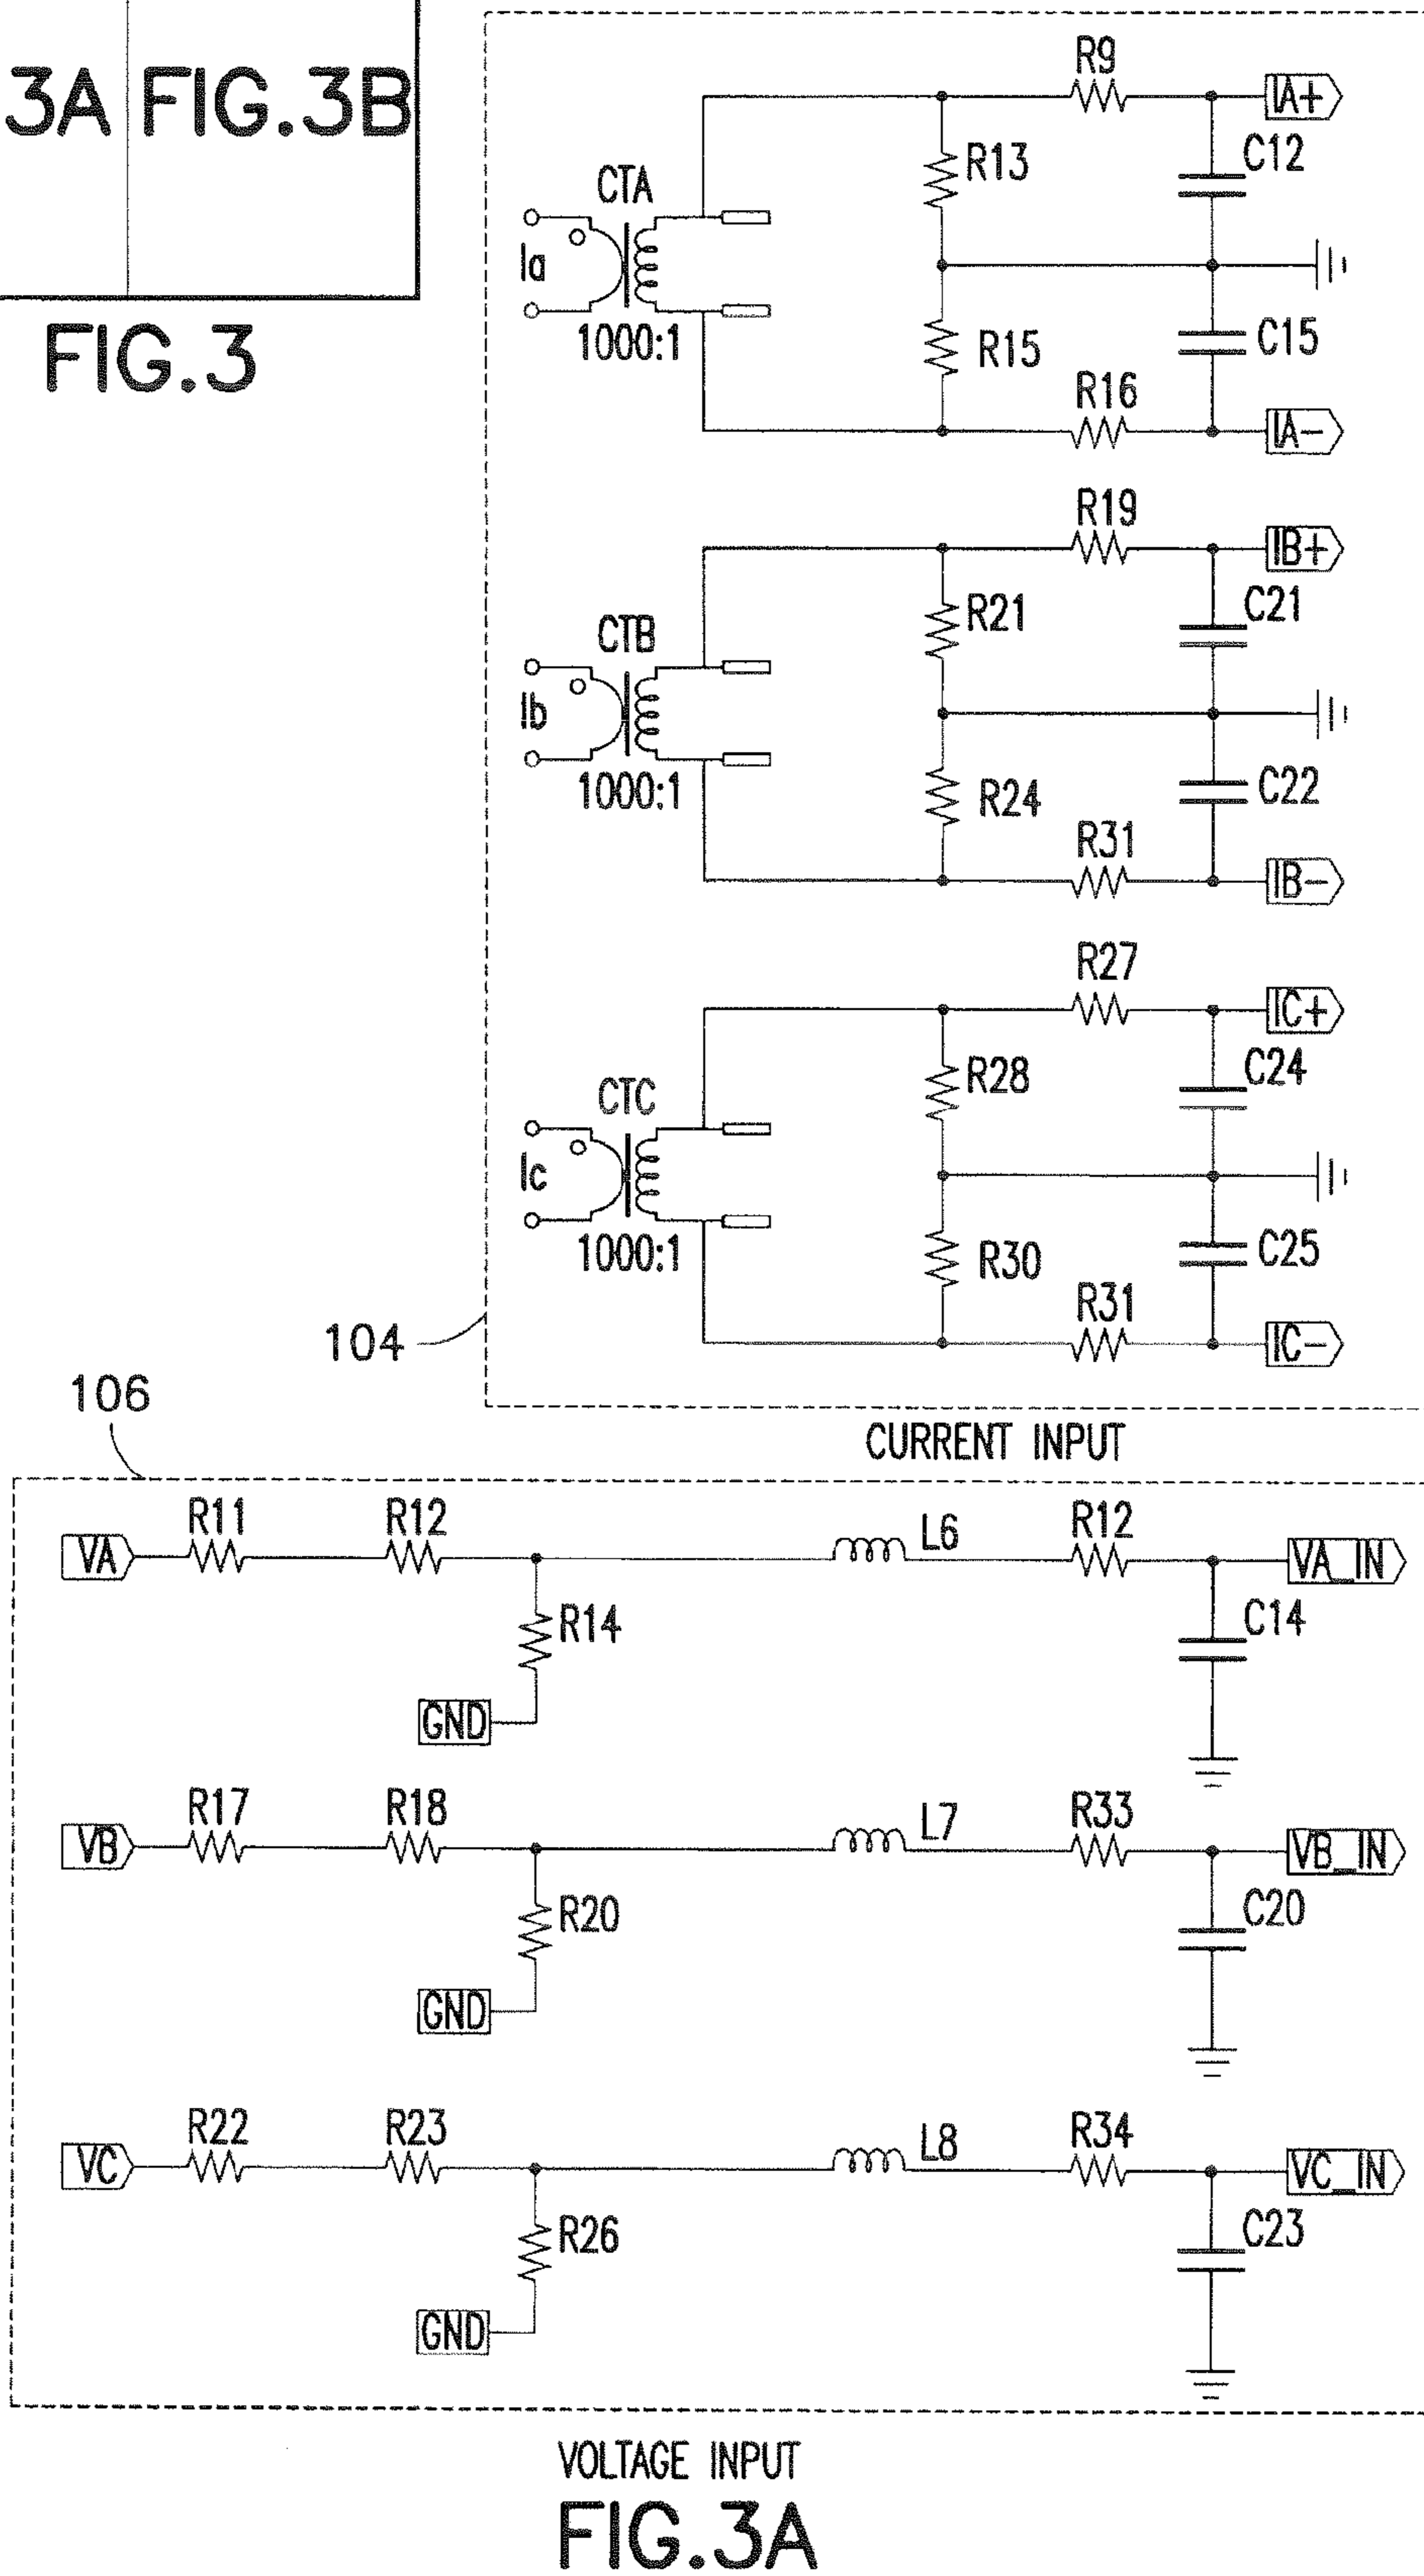 3A FIG.3B
FIG.3
R9
IA+
R13
C12
CTA
Ia
1000:1
R15
C15
R16
IA-
R19
IB+
R21
C21
CTB
Ib
1000:1
R24
C22
R31
IB-
R27
IC+
R28
C24
CTC
Ic
1000:1
R30
C25
R31
IC-
104
CURRENT INPUT
106
VA
R11
R12
L6
R12
VA_IN
R14
C14
GND
VB
R17
R18
L7
R33
VB_IN
R20
C20
GND
VC
R22
R23
L8
R34
VC_IN
R26
C23
GND
VOLTAGE INPUT
FIG.3A